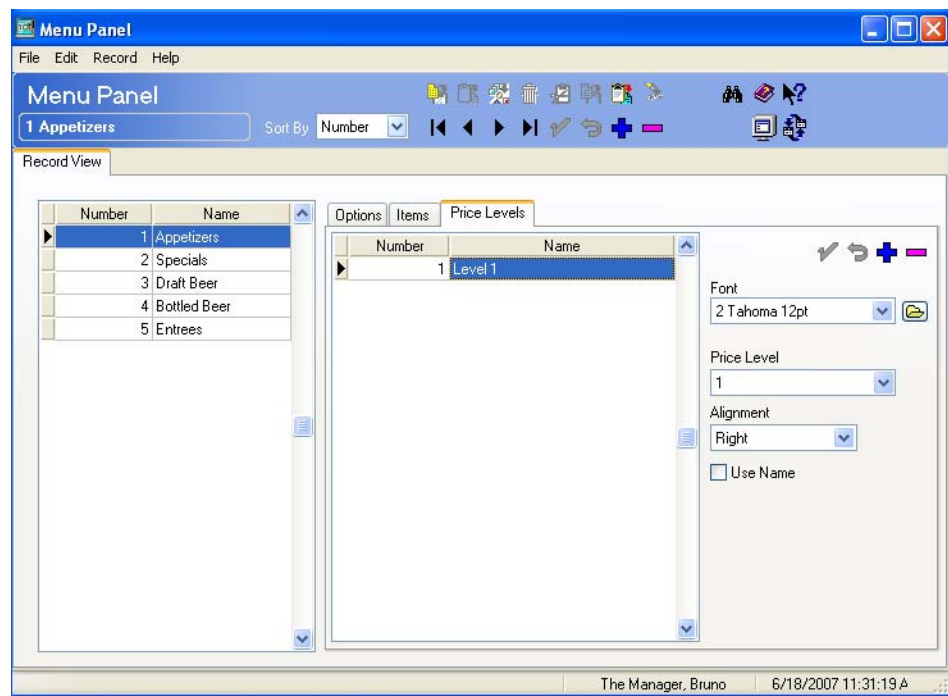 Menu Panel
File Edit Record Help
Menu Panel
1 Appetizers
Sort By Number
Record View
Number Name
1 Appetizers
2 Specials
3 Draft Beer
4 Bottled Beer
5 Entrees
Options Items Price Levels
Number Name
1 Level 1
Font
2 Tahoma 12pt
Price Level
1
Alignment
Right
Use Name
The Manager, Bruno 6/18/2007 11:31:19 A